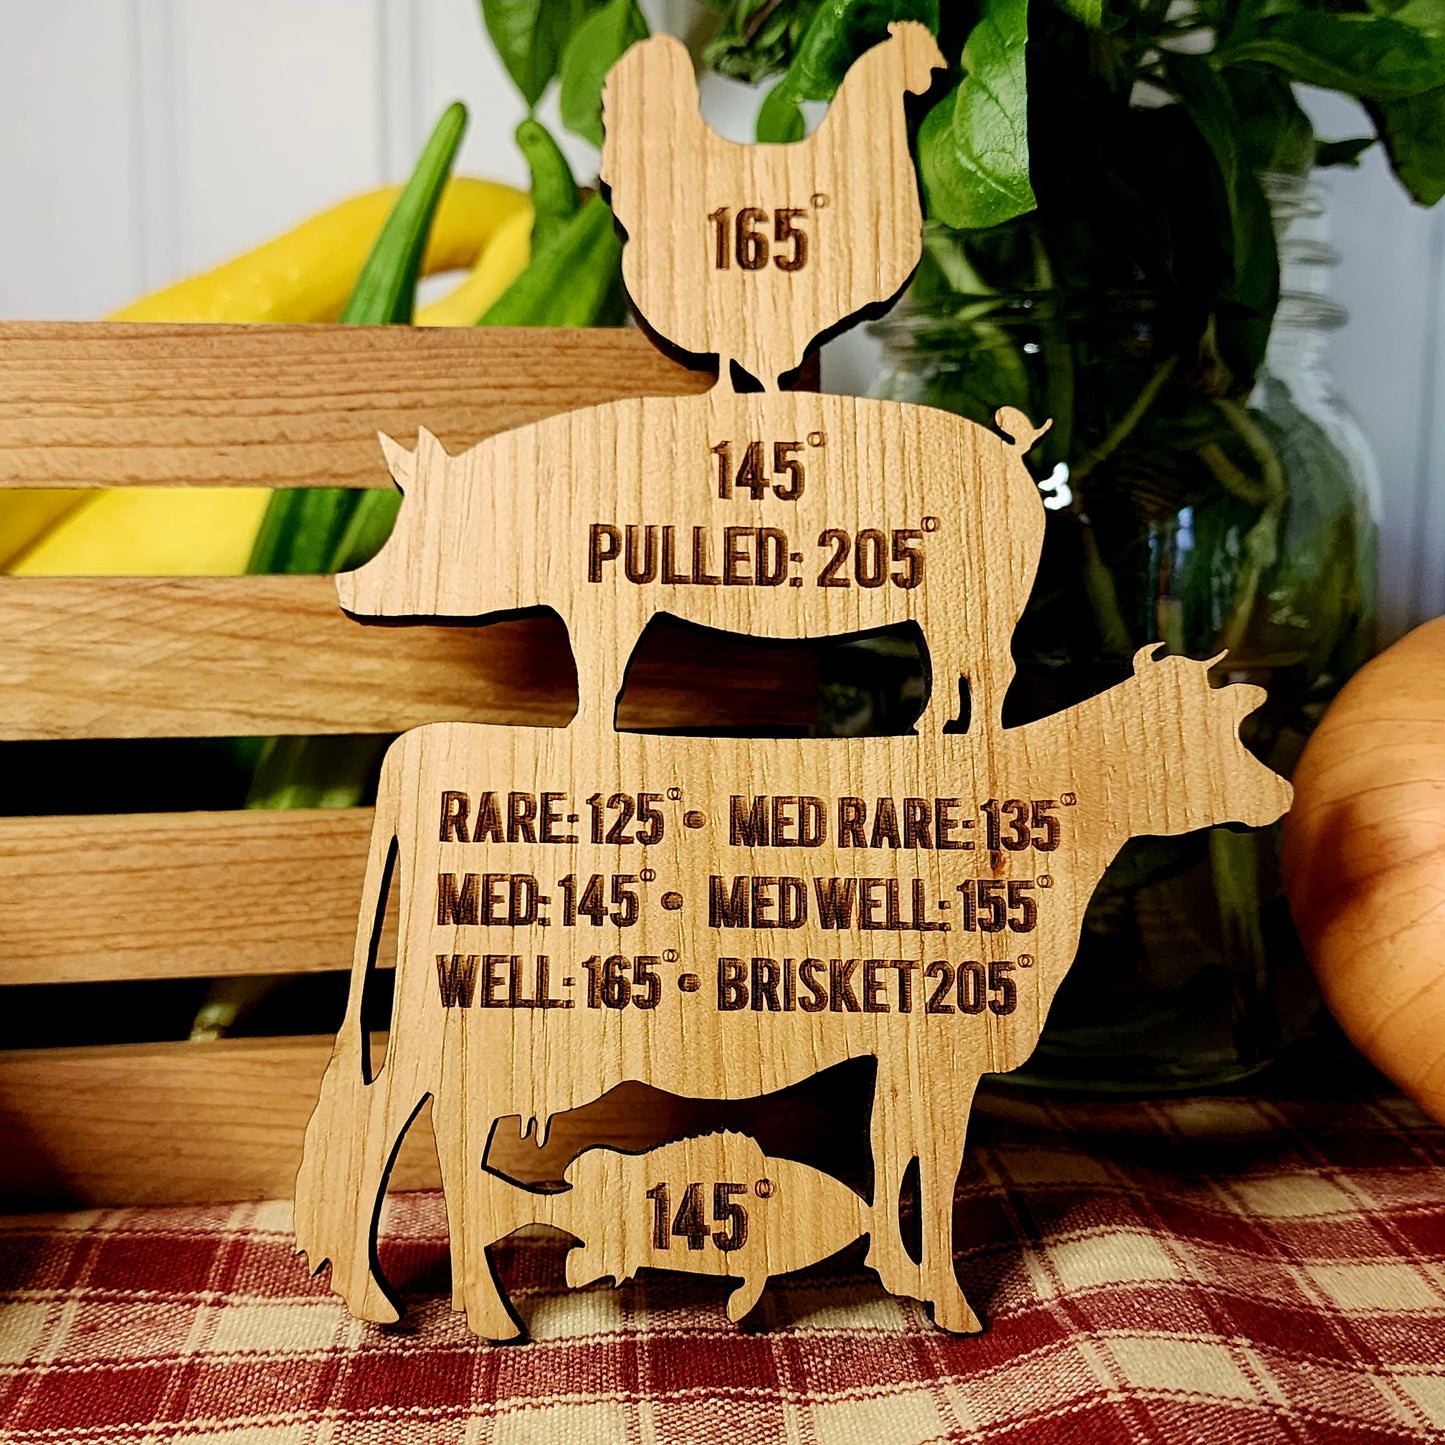 165°
145°
PULLED: 205°
RARE: 125° • MED RARE: 135°
MED: 145° • MED WELL: 155°
WELL: 165° • BRISKET 205°
145°